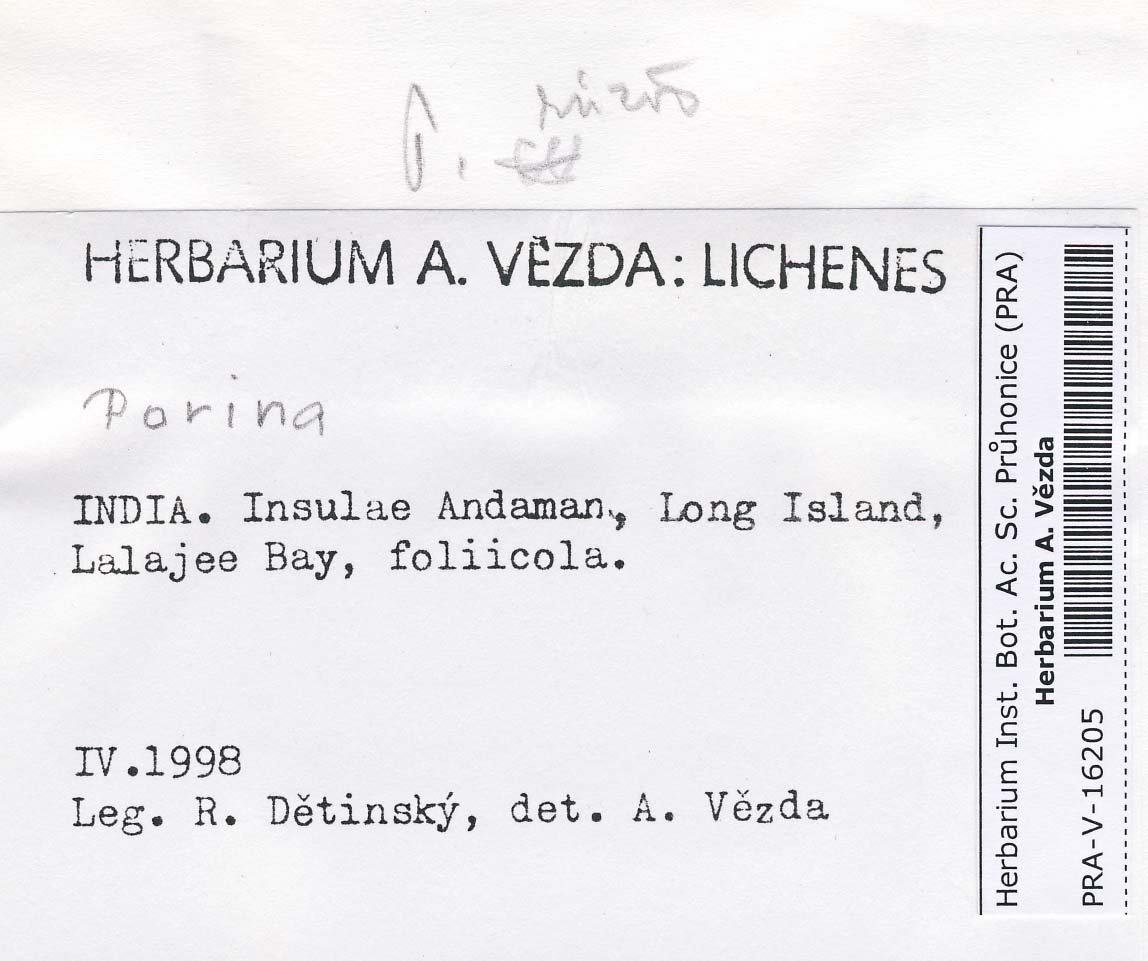 P.
HERBARIUM A. VĚZDA: LICHENES
Porina
INDIA. Insulae Andaman, Long Island,
Lalajee Bay, foliicola.
IV.1998
Leg. R. Dětinský, det. A. Vězda
Herbarium Inst. Bot. Ac. Sc. Průhonice (PRA)
Herbarium A. Vězda
PRA-V-16205